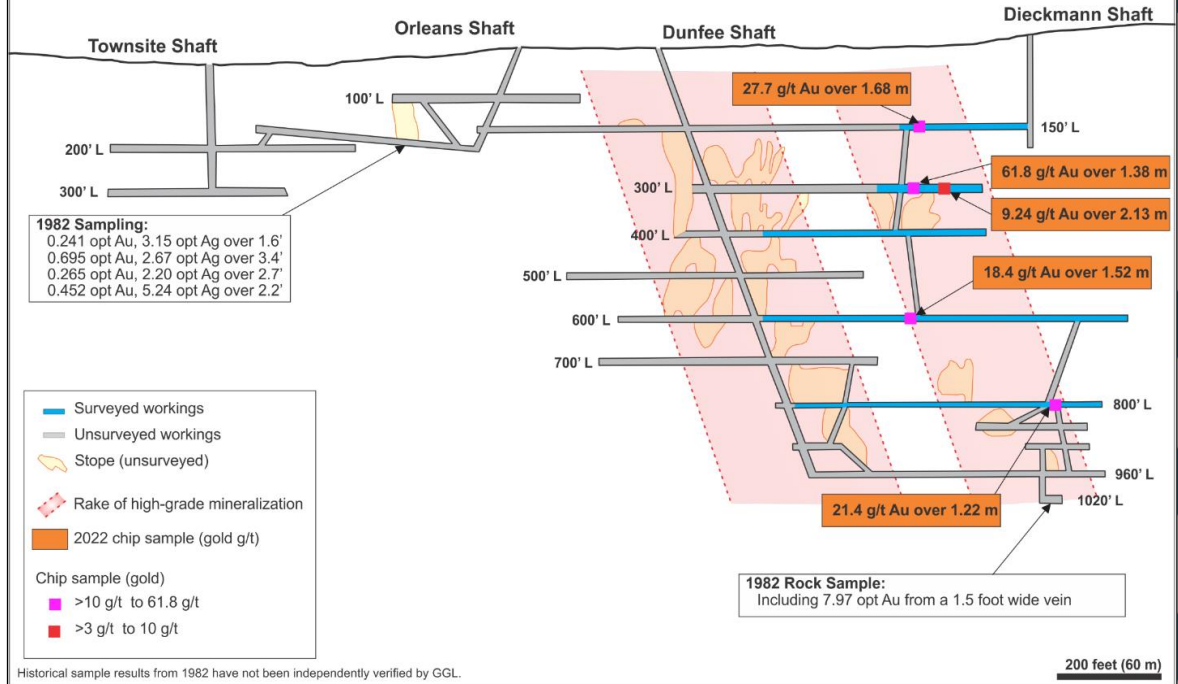 Townsite Shaft
Orleans Shaft
Dunfee Shaft
Dieckmann Shaft
27.7 g/t Au over 1.68 m
100' L
150' L
200' L
61.8 g/t Au over 1.38 m
300' L
300' L
9.24 g/t Au over 2.13 m
1982 Sampling:
0.241 opt Au, 3.15 opt Ag over 1.6'
0.695 opt Au, 2.67 opt Ag over 3.4'
0.265 opt Au, 2.20 opt Ag over 2.7'
0.452 opt Au, 5.24 opt Ag over 2.2'
400' L
500' L
18.4 g/t Au over 1.52 m
600' L
700' L
800' L
960' L
1020' L
21.4 g/t Au over 1.22 m
1982 Rock Sample:
Including 7.97 opt Au from a 1.5 foot wide vein
Surveyed workings
Unsurveyed workings
Stope (unsurveyed)
Rake of high-grade mineralization
2022 chip sample (gold g/t)
Chip sample (gold)
>10 g/t to 61.8 g/t
>3 g/t to 10 g/t
Historical sample results from 1982 have not been independently verified by GGL.
200 feet (60 m)